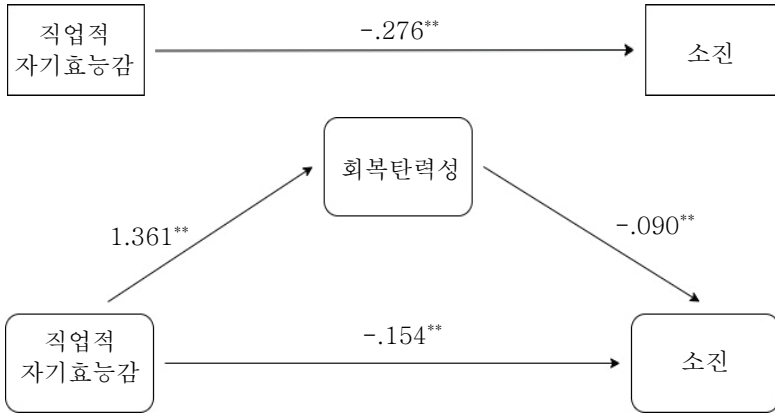 직업적
자기효능감
-.276**
소진
회복탄력성
1.361**
-.090**
직업적
자기효능감
-.154**
소진